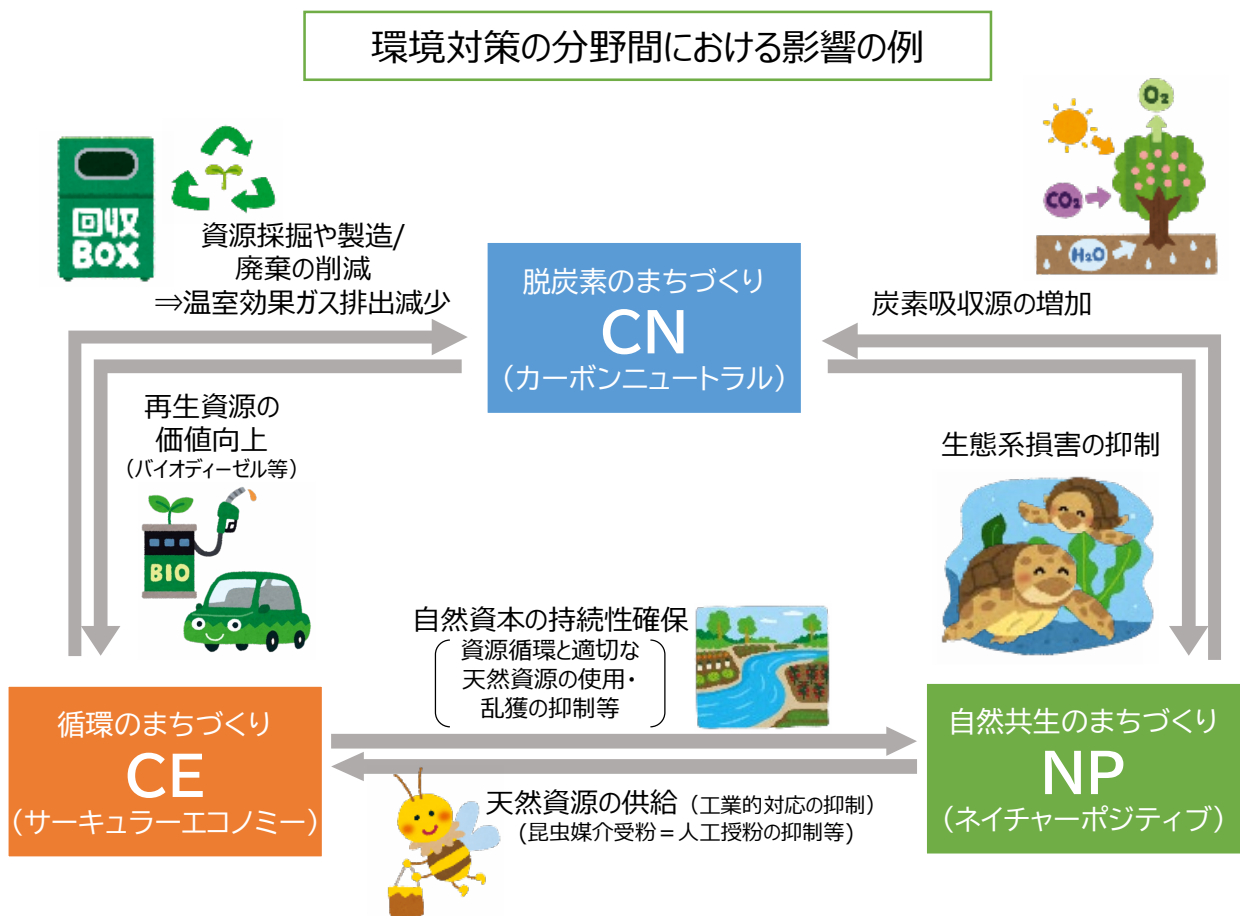 環境対策の分野間における影響の例
回収
BOX
資源採掘や製造/
廃棄の削減
⇒温室効果ガス排出減少
脱炭素のまちづくり
CN
（カーボンニュートラル）
O₂
CO₂
H₂O
炭素吸収源の増加
再生資源の
価値向上
（バイオディーゼル等）
BIO
生態系損害の抑制
自然資本の持続性確保
資源循環と適切な
天然資源の使用・
乱獲の抑制等
循環のまちづくり
CE
（サーキュラーエコノミー）
自然共生のまちづくり
NP
（ネイチャーポジティブ）
天然資源の供給（工業的対応の抑制）
(昆虫媒介受粉＝人工授粉の抑制等)